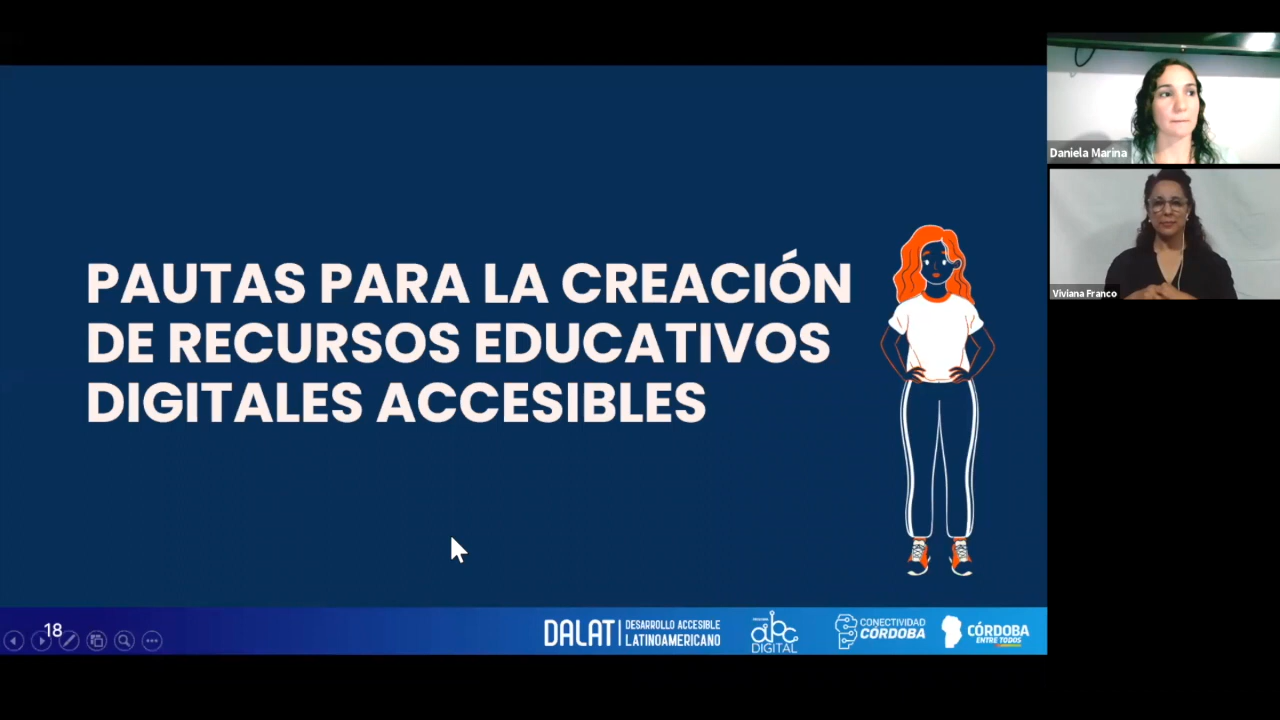 PAUTAS PARA LA CREACIÓN
DE RECURSOS EDUCATIVOS
DIGITALES ACCESIBLES
Daniela Marina
Viviana Franco
18
DALAT
DESARROLLO ACCESIBLE
LATINOAMERICANO
abc
DIGITAL
CONECTIVIDAD
CÓRDOBA
CÓRDOBA
ENTRE TODOS